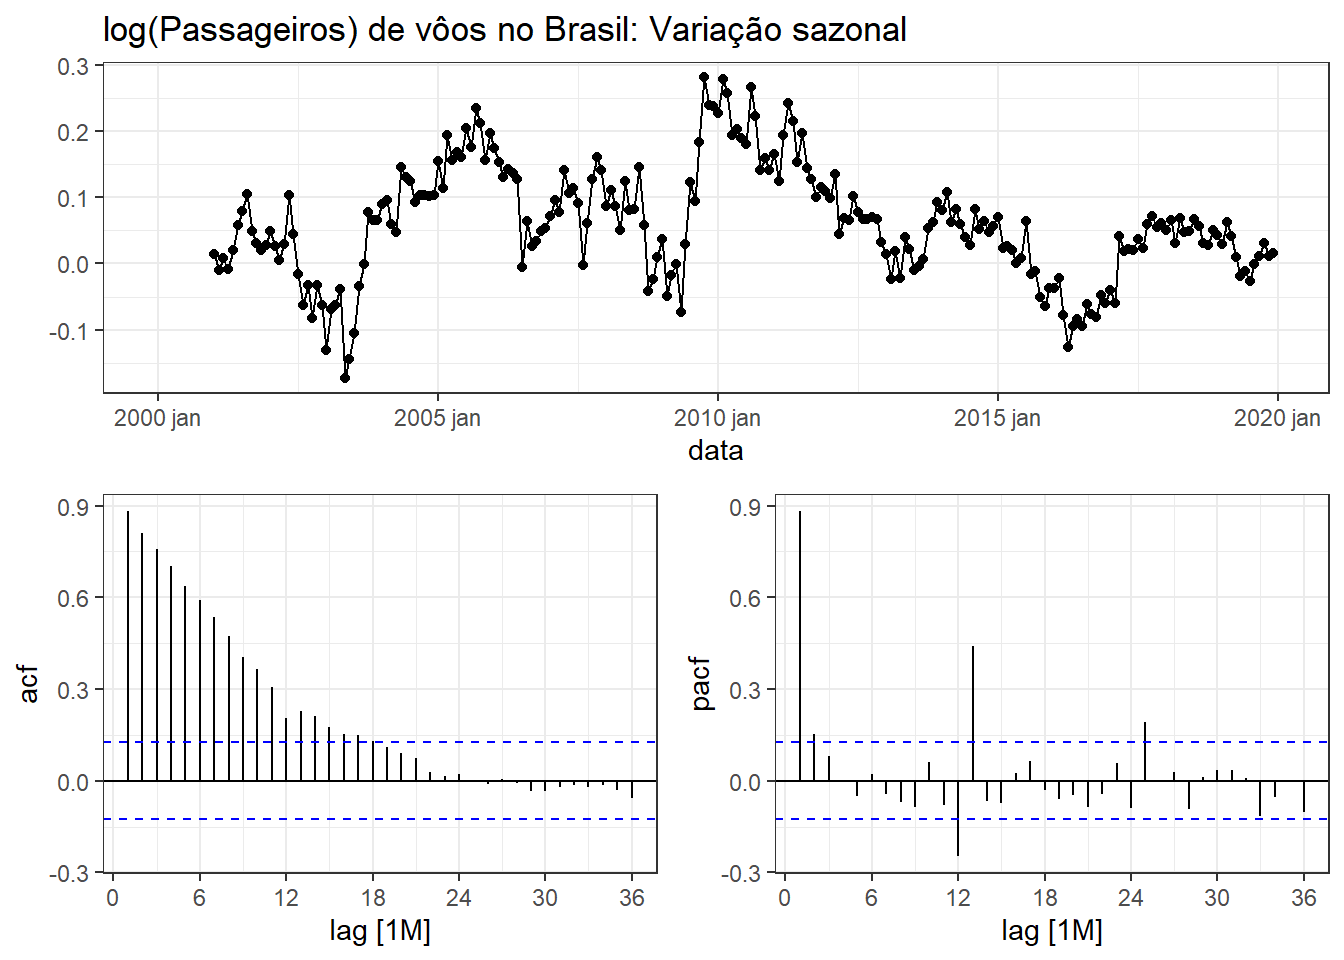 log(Passageiros) de vôos no Brasil: Variação sazonal
0.3
0.2
0.1
0.0
-0.1
2000 jan 2005 jan 2010 jan 2015 jan 2020 jan
data
0.9
0.6
0.3
0.0
-0.3
acf
0 6 12 18 24 30 36
lag [1M]
0.9
0.6
0.3
0.0
-0.3
pacf
0 6 12 18 24 30 36
lag [1M]